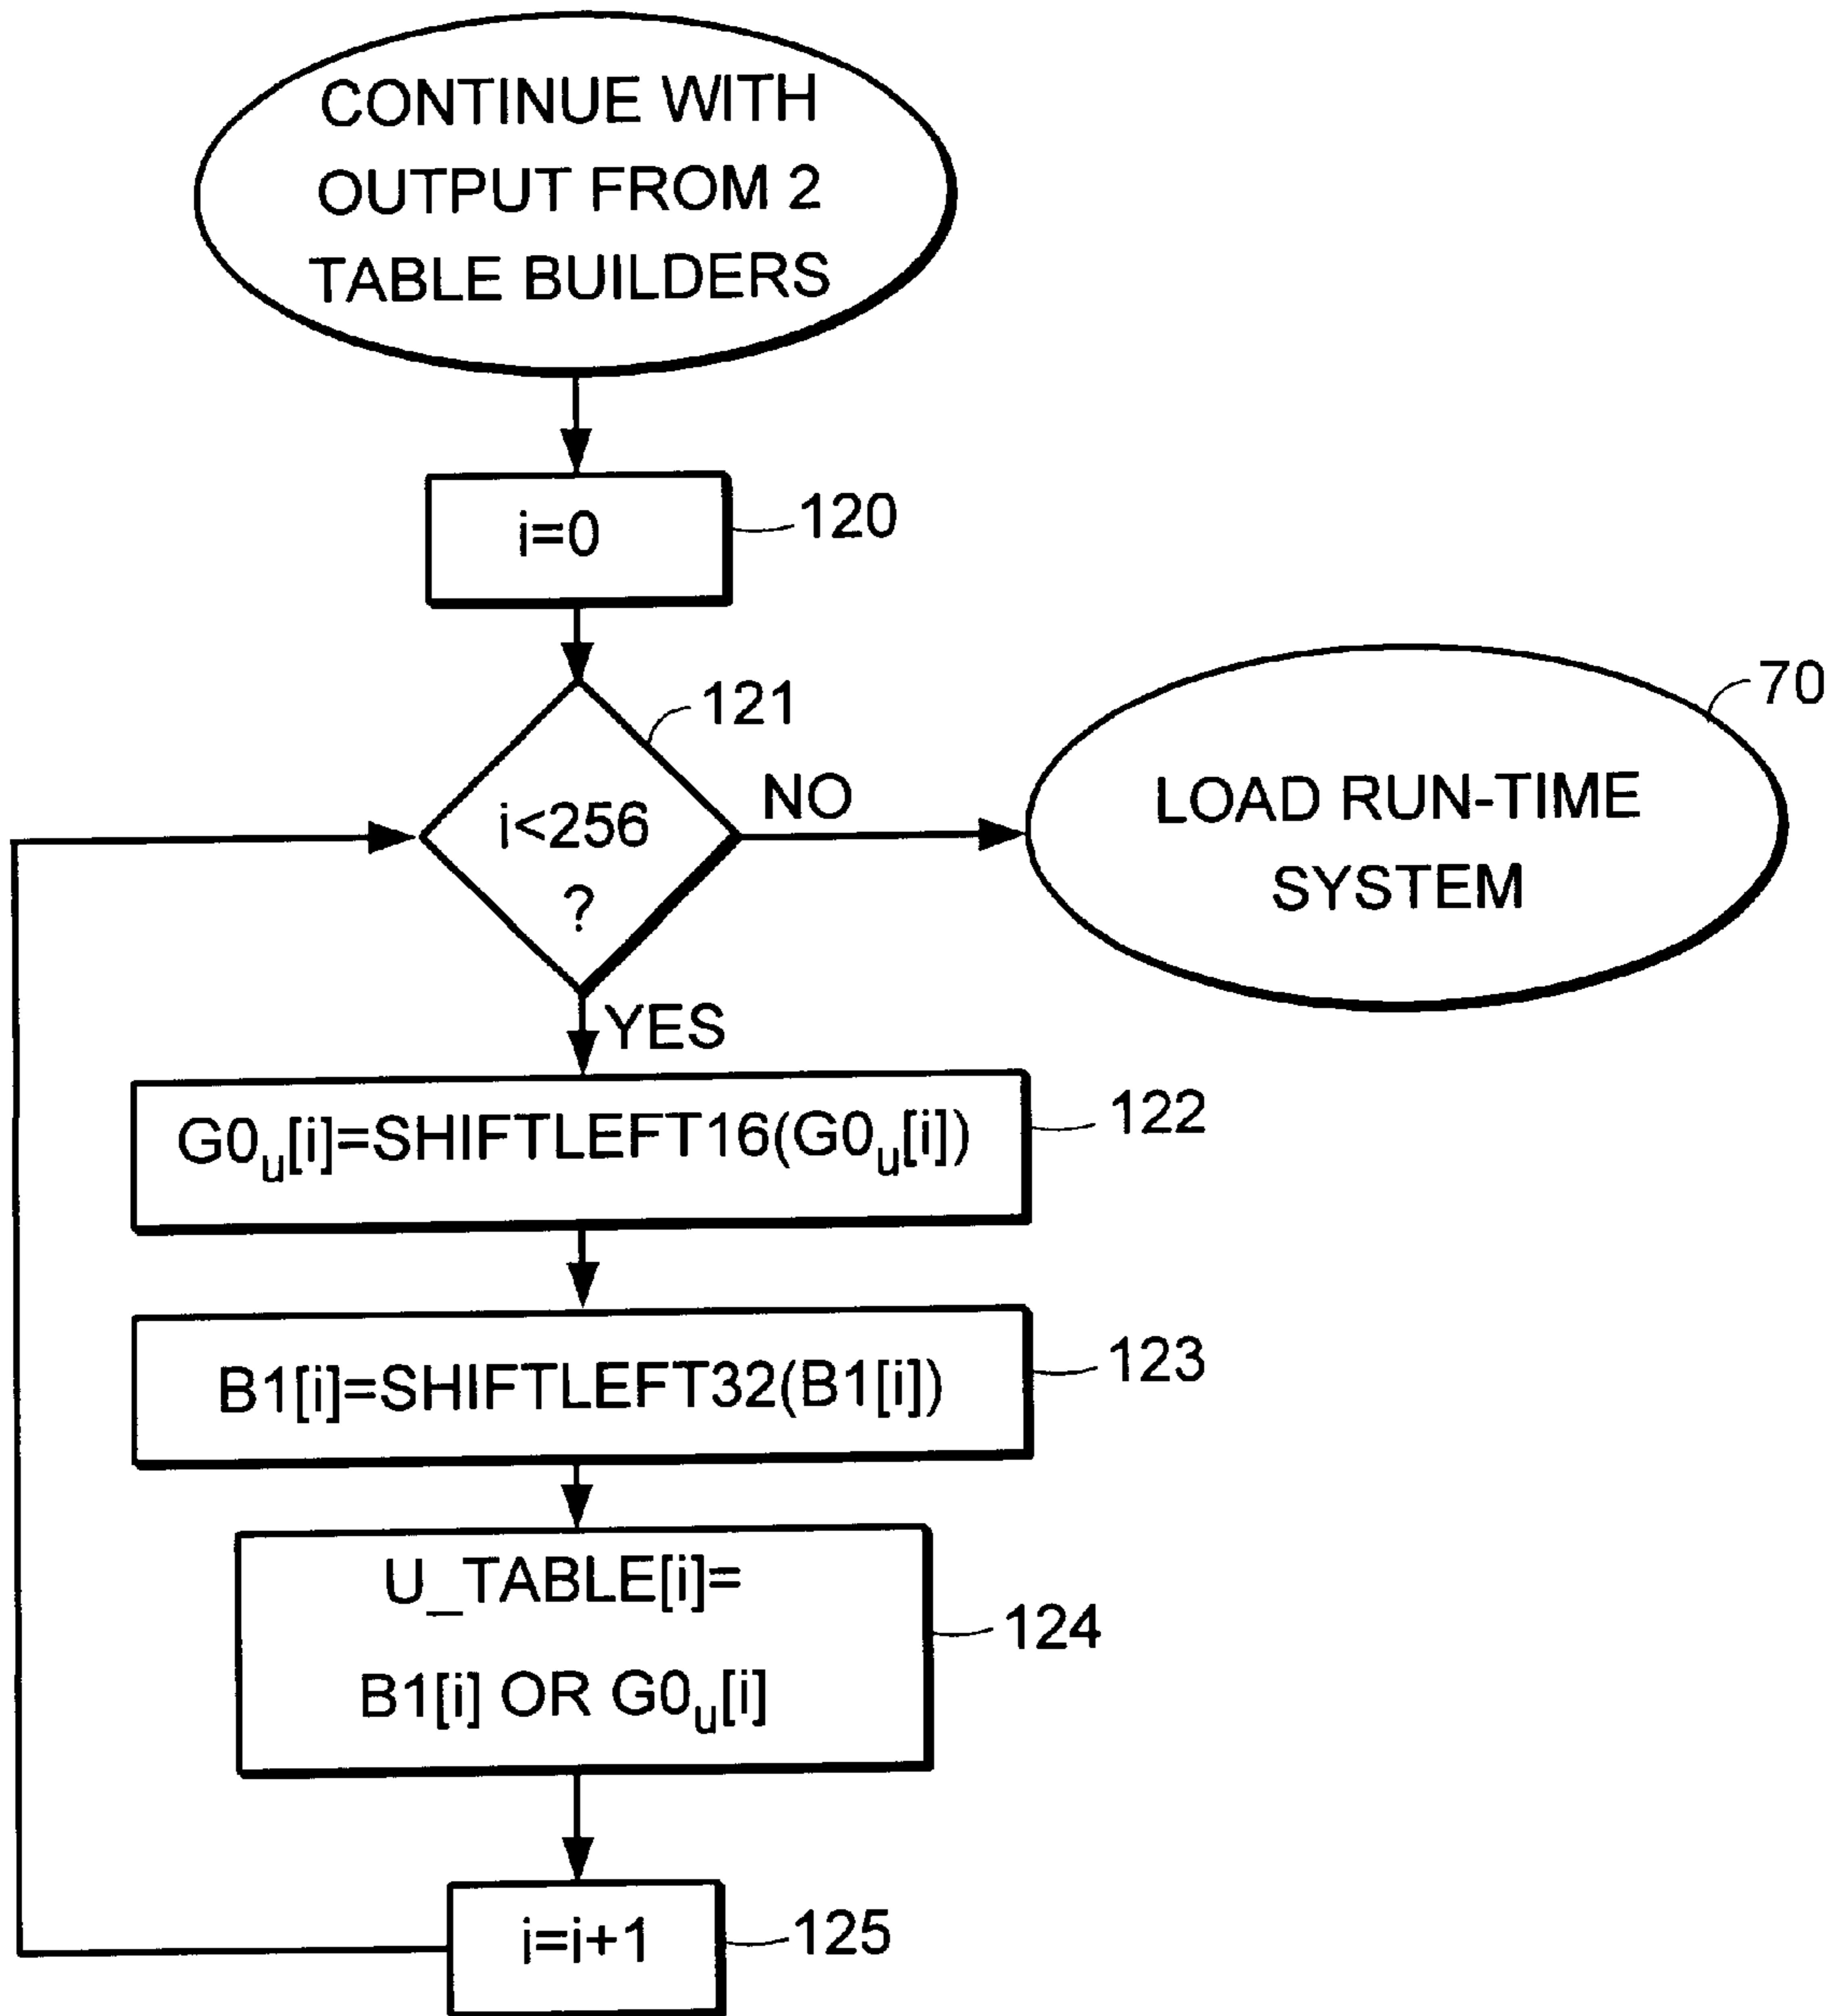 CONTINUE WITH
OUTPUT FROM 2
TABLE BUILDERS
i=0
120
121
i<256
?
NO
70
LOAD RUN-TIME
SYSTEM
YES
G0u[i]=SHIFTLEFT16(G0u[i])
122
B1[i]=SHIFTLEFT32(B1[i])
123
U_TABLE[i]=
B1[i] OR G0u[i]
124
i=i+1
125